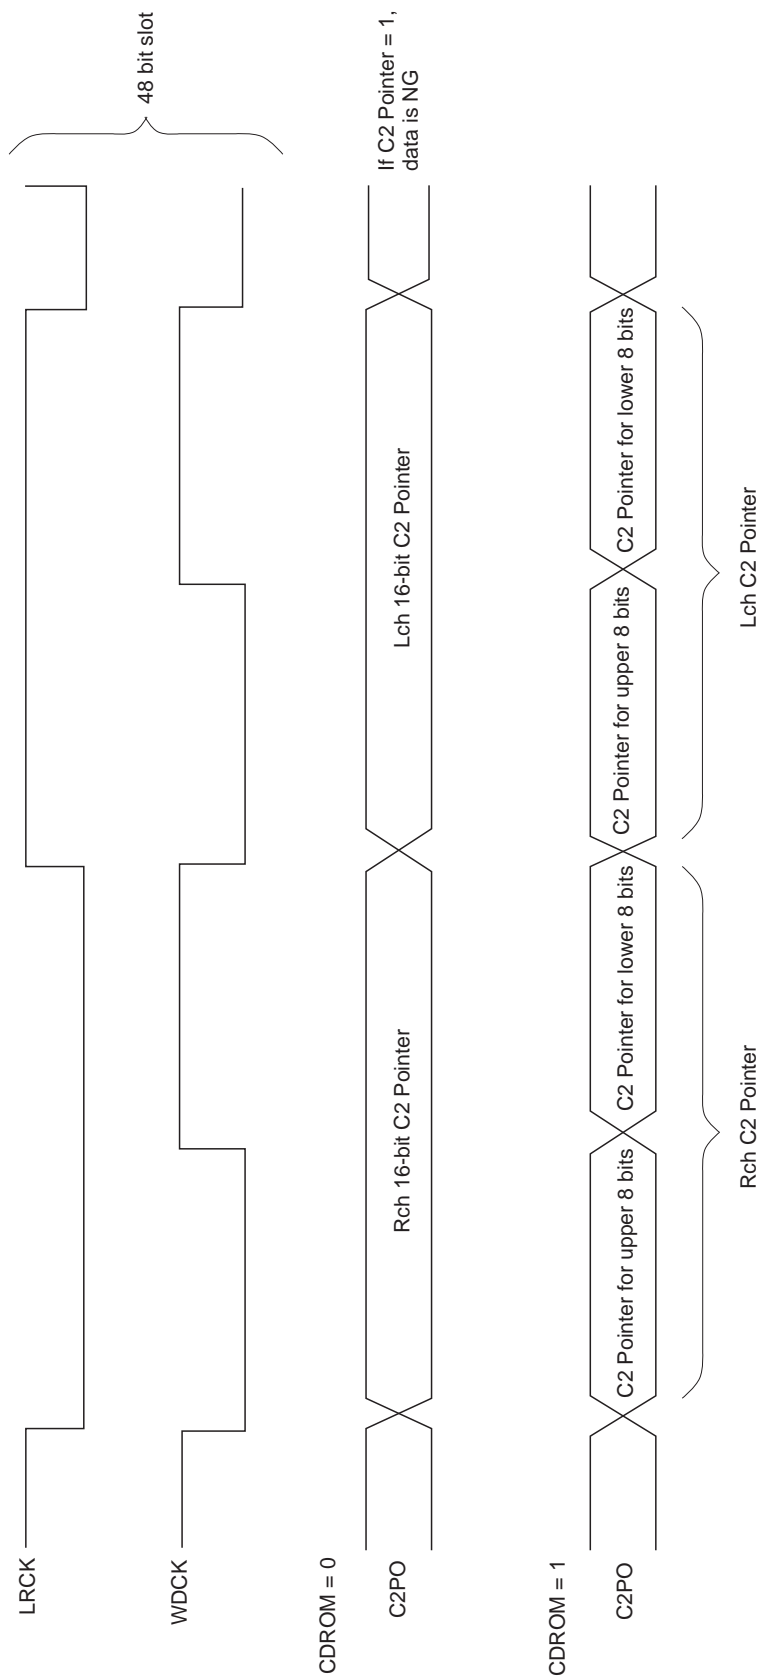 LRCK
WDCK
48 bit slot
CDROM = 0
C2PO
Rch 16-bit C2 Pointer
Lch 16-bit C2 Pointer
If C2 Pointer = 1,
data is NG
CDROM = 1
C2PO
C2 Pointer for upper 8 bits
C2 Pointer for lower 8 bits
C2 Pointer for upper 8 bits
C2 Pointer for lower 8 bits
Rch C2 Pointer
Lch C2 Pointer